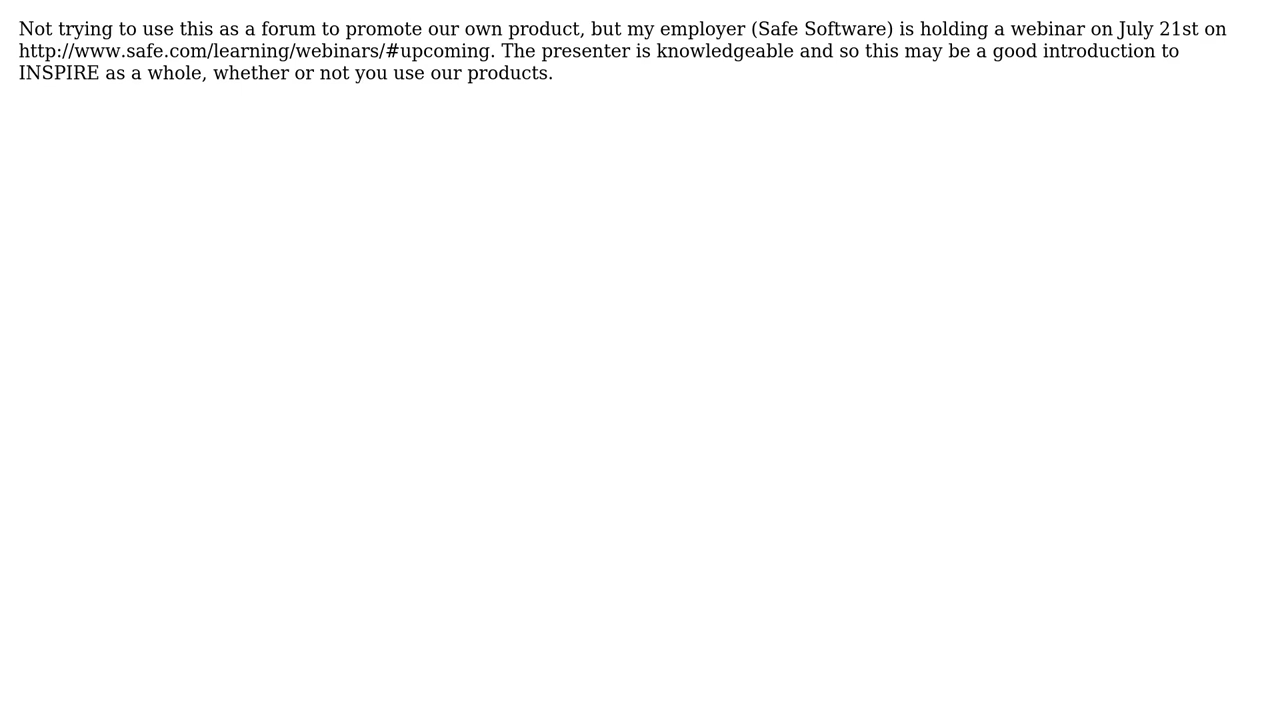 Not trying to use this as a forum to promote our own product, but my employer (Safe Software) is holding a webinar on July 21st on
http://www.safe.com/learning/webinars/#upcoming. The presenter is knowledgeable and so this may be a good introduction to
INSPIRE as a whole, whether or not you use our products.